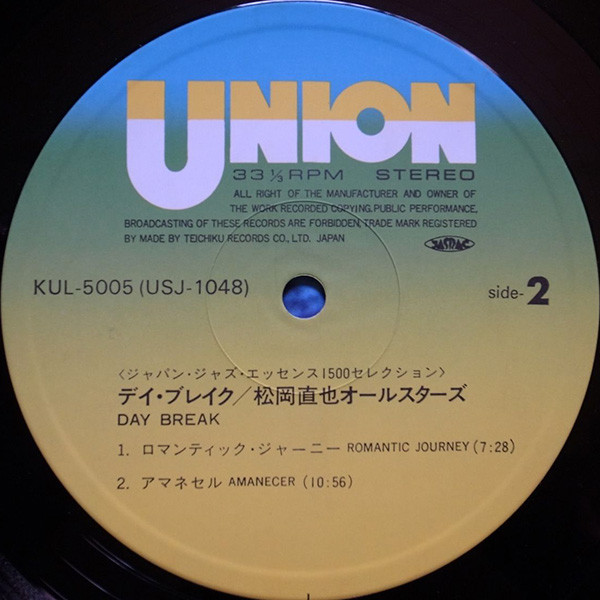 UNION
33 1/3 RPM STEREO
ALL RIGHT OF THE MANUFACTURER AND OWNER OF
THE WORK RECORDED COPYING. PUBLIC PERFORMANCE,
BROADCASTING OF THESE RECORDS ARE FORBIDDEN, TRADE MARK REGISTERED
BY MADE BY TEICHIKU RECORDS CO., LTD. JAPAN
JASRAC
KUL-5005 (USJ-1048)
side-2
〈ジャパン・ジャズ・エッセンス1500セレクション〉
デイ・ブレイク/松岡直也オールスターズ
DAY BREAK
1. ロマンティック・ジャーニー ROMANTIC JOURNEY (7:28)
2. アマネセル AMANECER (10:56)